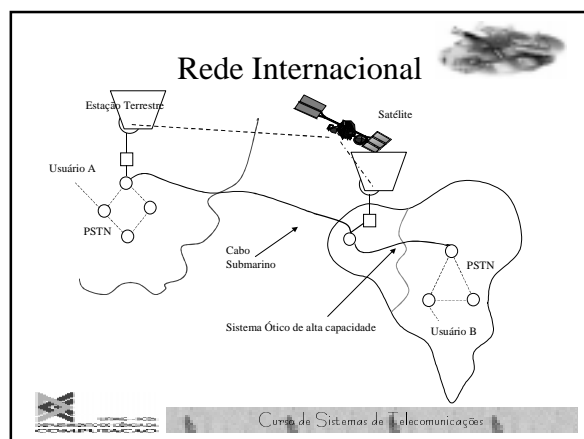 Rede Internacional
Estação Terrestre
Satélite
Usuário A
PSTN
Cabo
Submarino
PSTN
Sistema Ótico de alta capacidade
Usuário B
COMPUTAÇÃO
Curso de Sistemas de Telecomunicações